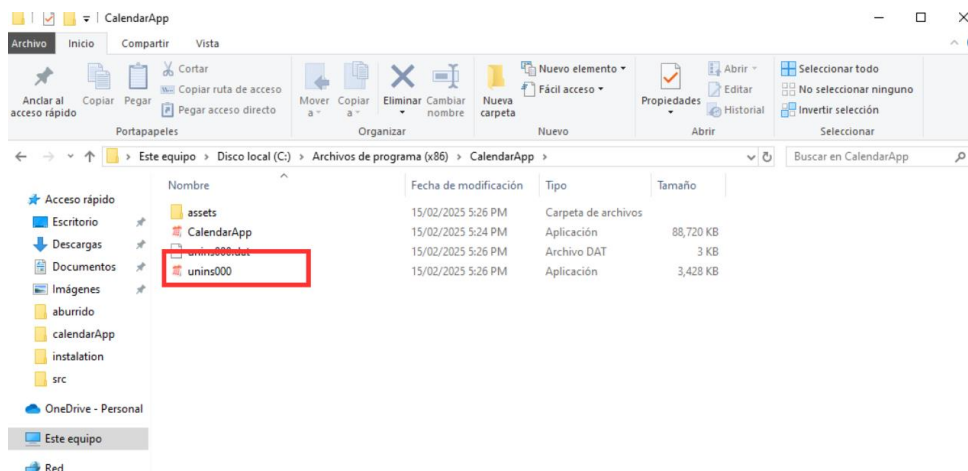 CalendarApp
Archivo Inicio Compartir Vista
Anclar al acceso rápido
Copiar
Pegar
Cortar
Copiar ruta de acceso
Pegar acceso directo
Portapapeles
Mover a
Copiar a
Eliminar
Cambiar nombre
Organizar
Nueva carpeta
Nuevo elemento
Fácil acceso
Nuevo
Propiedades
Abrir
Editar
Historial
Abrir
Seleccionar todo
No seleccionar ninguno
Invertir selección
Seleccionar
Este equipo > Disco local (C:) > Archivos de programa (x86) > CalendarApp >
Buscar en CalendarApp
Nombre Fecha de modificación Tipo Tamaño
assets 15/02/2025 5:26 PM Carpeta de archivos
CalendarApp 15/02/2025 5:24 PM Aplicación 88,720 KB
unins000.dat 15/02/2025 5:26 PM Archivo DAT 3 KB
unins000 15/02/2025 5:26 PM Aplicación 3,428 KB
Acceso rápido
Escritorio
Descargas
Documentos
Imágenes
aburrido
calendarApp
instalation
src
OneDrive - Personal
Este equipo
Red